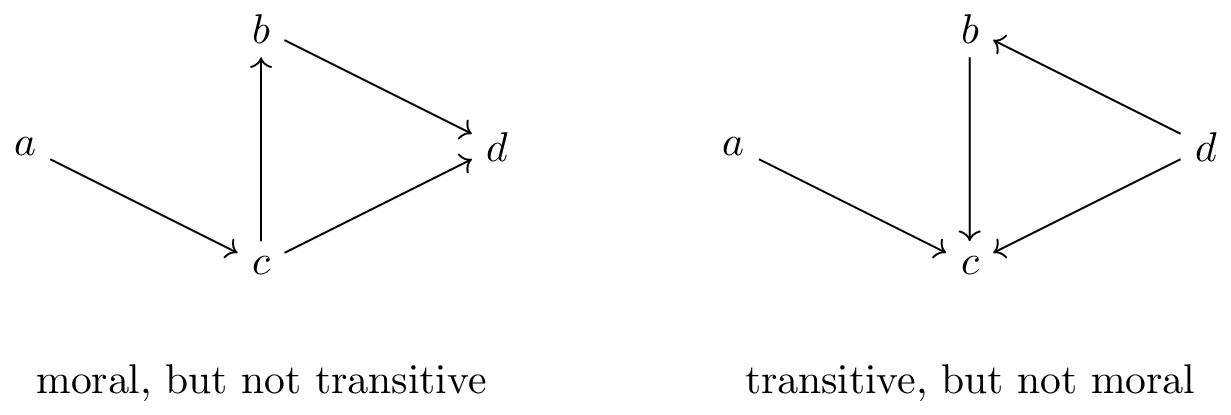 b b
a d a d
c c
moral, but not transitive transitive, but not moral